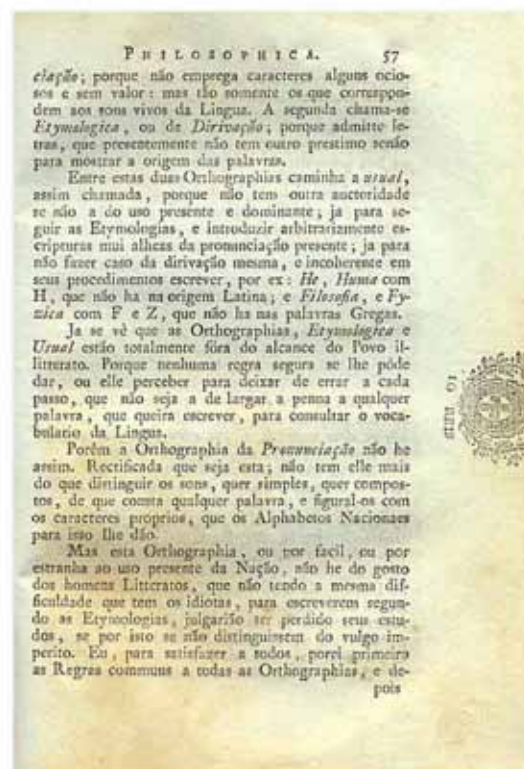 PHILOSOPHICA. 57
ciação; porque não emprega caracteres alguns ocio-
sos e sem valor: mas tão somente os que correspon-
dem aos sons vivos da Lingua. A segunda chama-se
Etymologica, ou de Dirivação; porque admitte le-
tras, que presentemente não tem outro prestimo senão
para mostrar a origem das palavras.
Entre estas duas Orthographias caminha a usual,
assim chamada, porque não tem outra auctoridade
se não a do uso presente e dominante; ja para se-
guir as Etymologias, e introduzir arbitrariamente es-
cripturas mui alheas da pronunciação presente; ja para
não fazer caso da dirivação mesma, e incoherente em
seus procedimentos escrever, por ex: He, Huma com
H, que não ha na origem Latina; e Filosofia, e Fy-
zica com F e Z, que não ha nas palavras Gregas.
Ja se vê que as Orthographias, Etymologica e
Usual estão totalmente fóra do alcance do Povo il-
litterato. Porque nenhuma regra segura se lhe póde
dar, ou elle perceber para deixar de errar a cada
passo, que não seja a de largar a penna a qualquer
palavra, que queira escrever, para consultar o voca-
bulario da Lingua.
Porêm a Orthographia da Pronunciação não he
assim. Rectificada que seja esta; não tem elle mais
do que distinguir os sons, quer simples, quer compos-
tos, de que consta qualquer palavra, e figural-os com
os caracteres proprios, que os Alphabetos Nacionaes
para isso lhe dão.
Mas esta Orthographia, ou por facil, ou por
estranha ao uso presente da Nação, não he do gosto
dos homens Litteratos, que não tendo a mesma dif-
ficuldade que tem os idiotas, para escreverem segun-
do as Etymologias, julgarião ser perdido seus estu-
dos, se por isto se não distinguissem do vulgo im-
perito. Eu, para satisfazer a todos, porei primeiro
as Regras communs a todas as Orthographias, e de-
pois